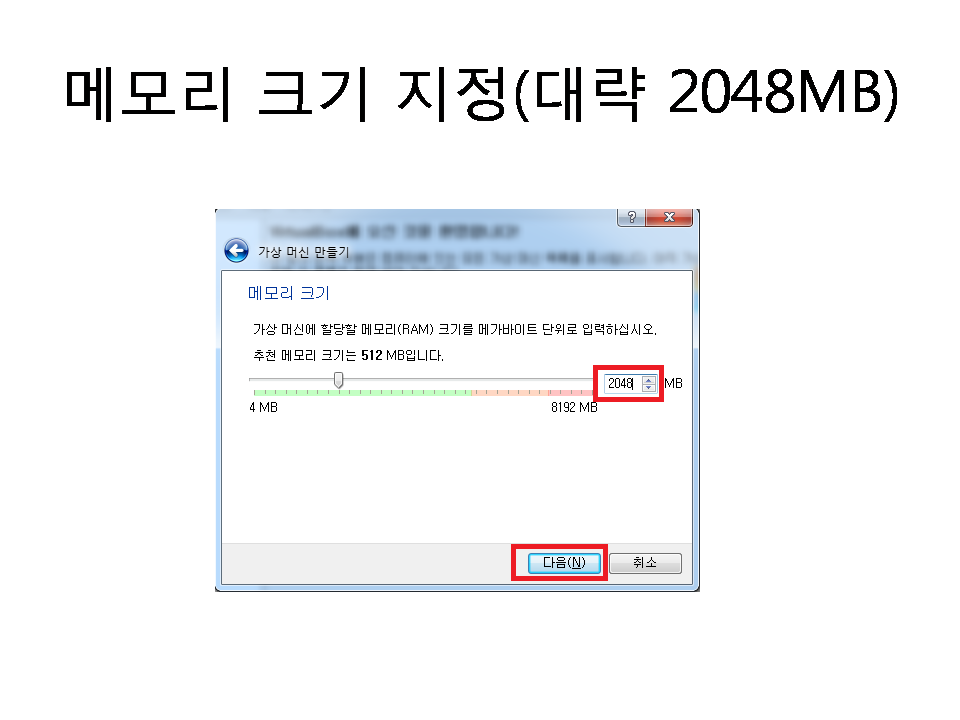 메모리 크기 지정(대략 2048MB)
?
가상 머신 만들기
메모리 크기
가상 머신에 할당할 메모리(RAM) 크기를 메가바이트 단위로 입력하십시오.
추천 메모리 크기는 512 MB입니다.
2048 MB
4 MB 8192 MB
다음(N) 취소